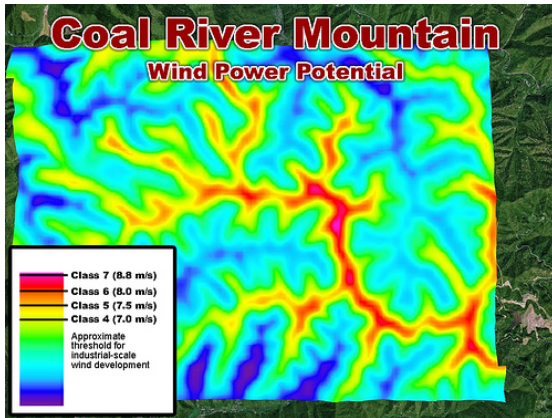 Coal River Mountain
Wind Power Potential
Class 7 (8.8 m/s)
Class 6 (8.0 m/s)
Class 5 (7.5 m/s)
Class 4 (7.0 m/s)
Approximate
threshold for
industrial-scale
wind development